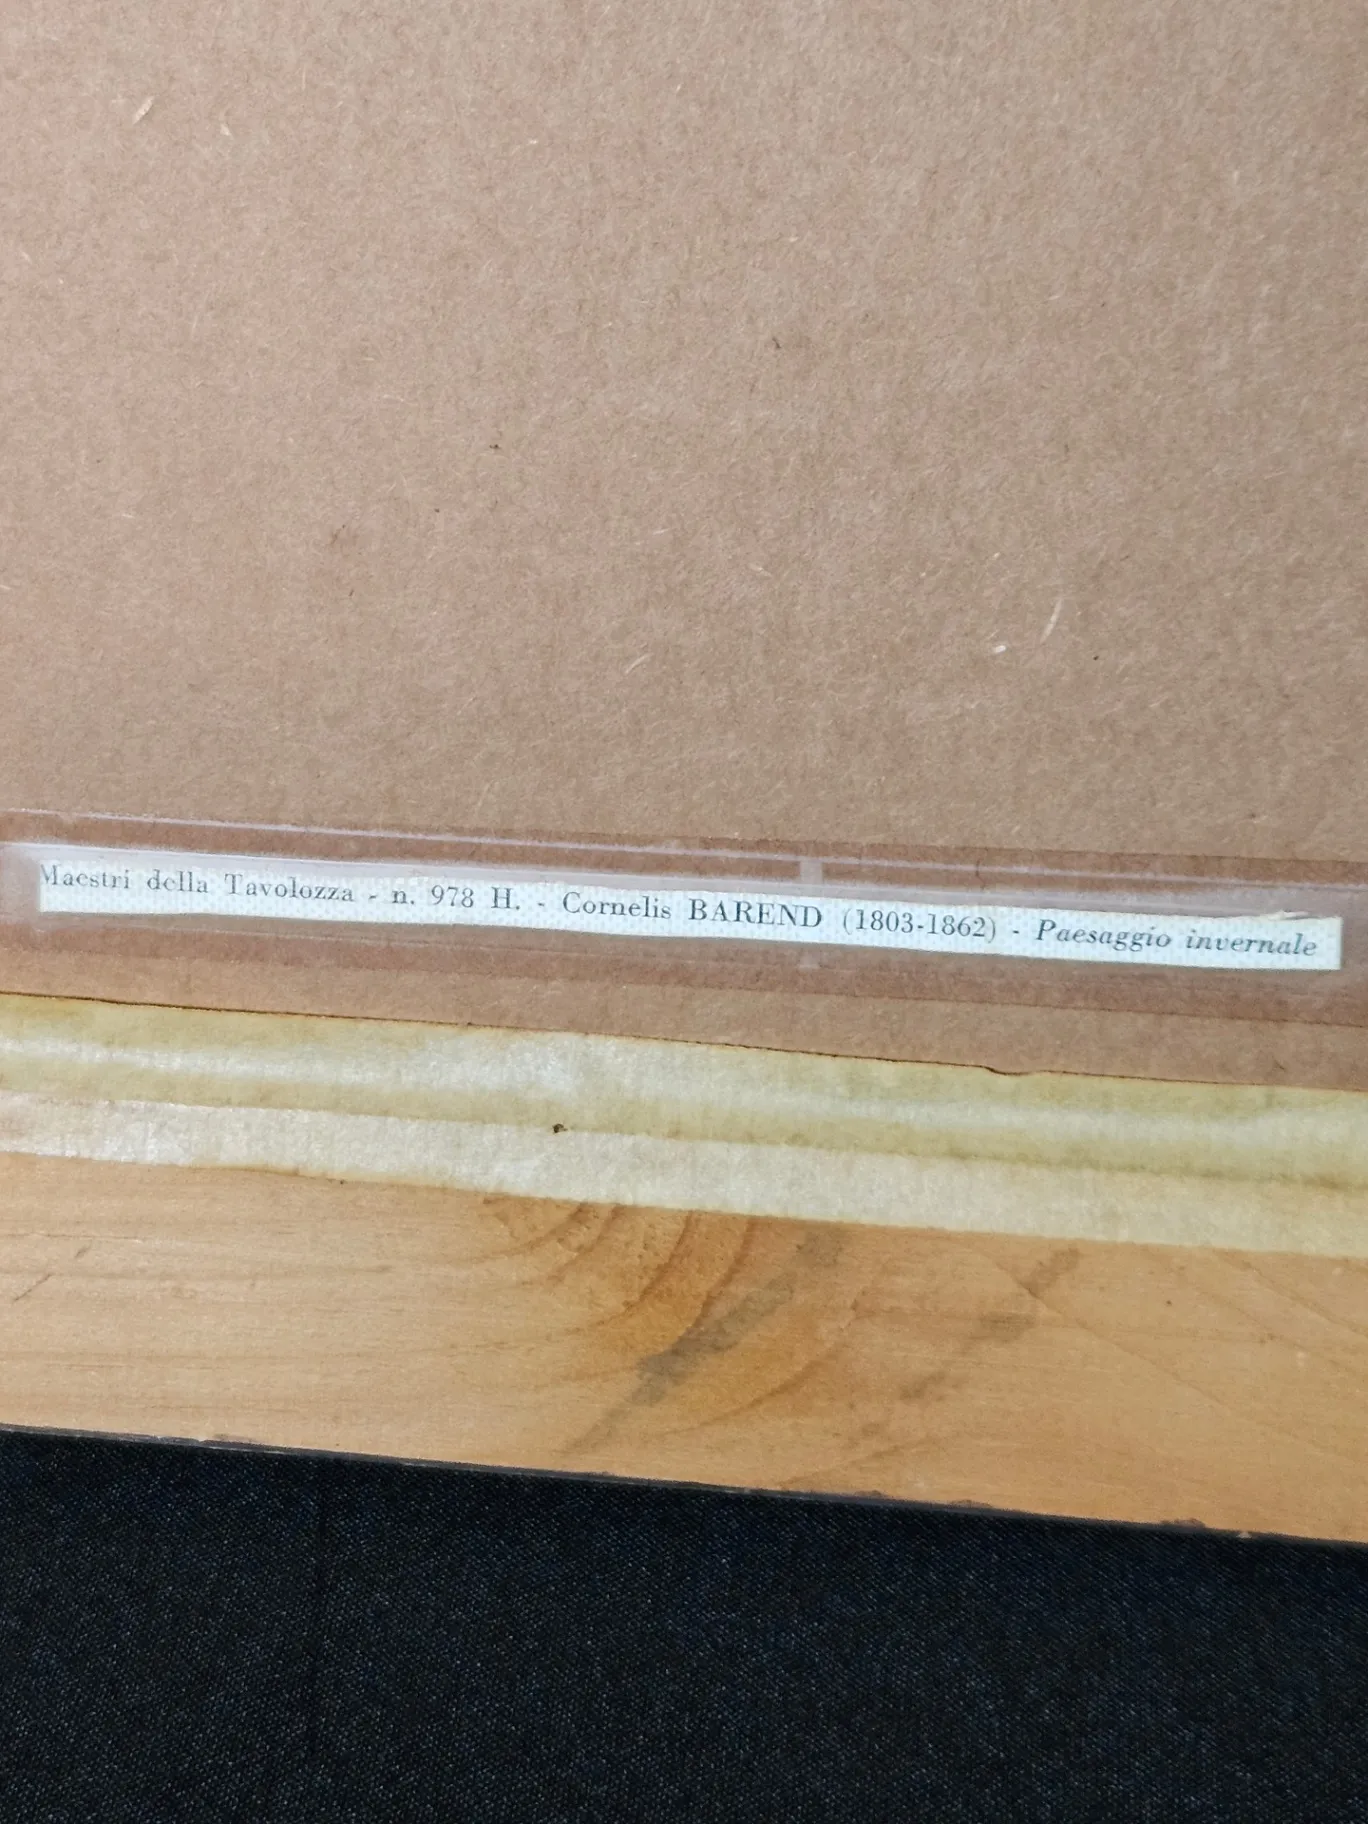 Maestri della Tavolozza - n. 978 H. - Cornelis BAREND (1803-1862) - Paesaggio invernale